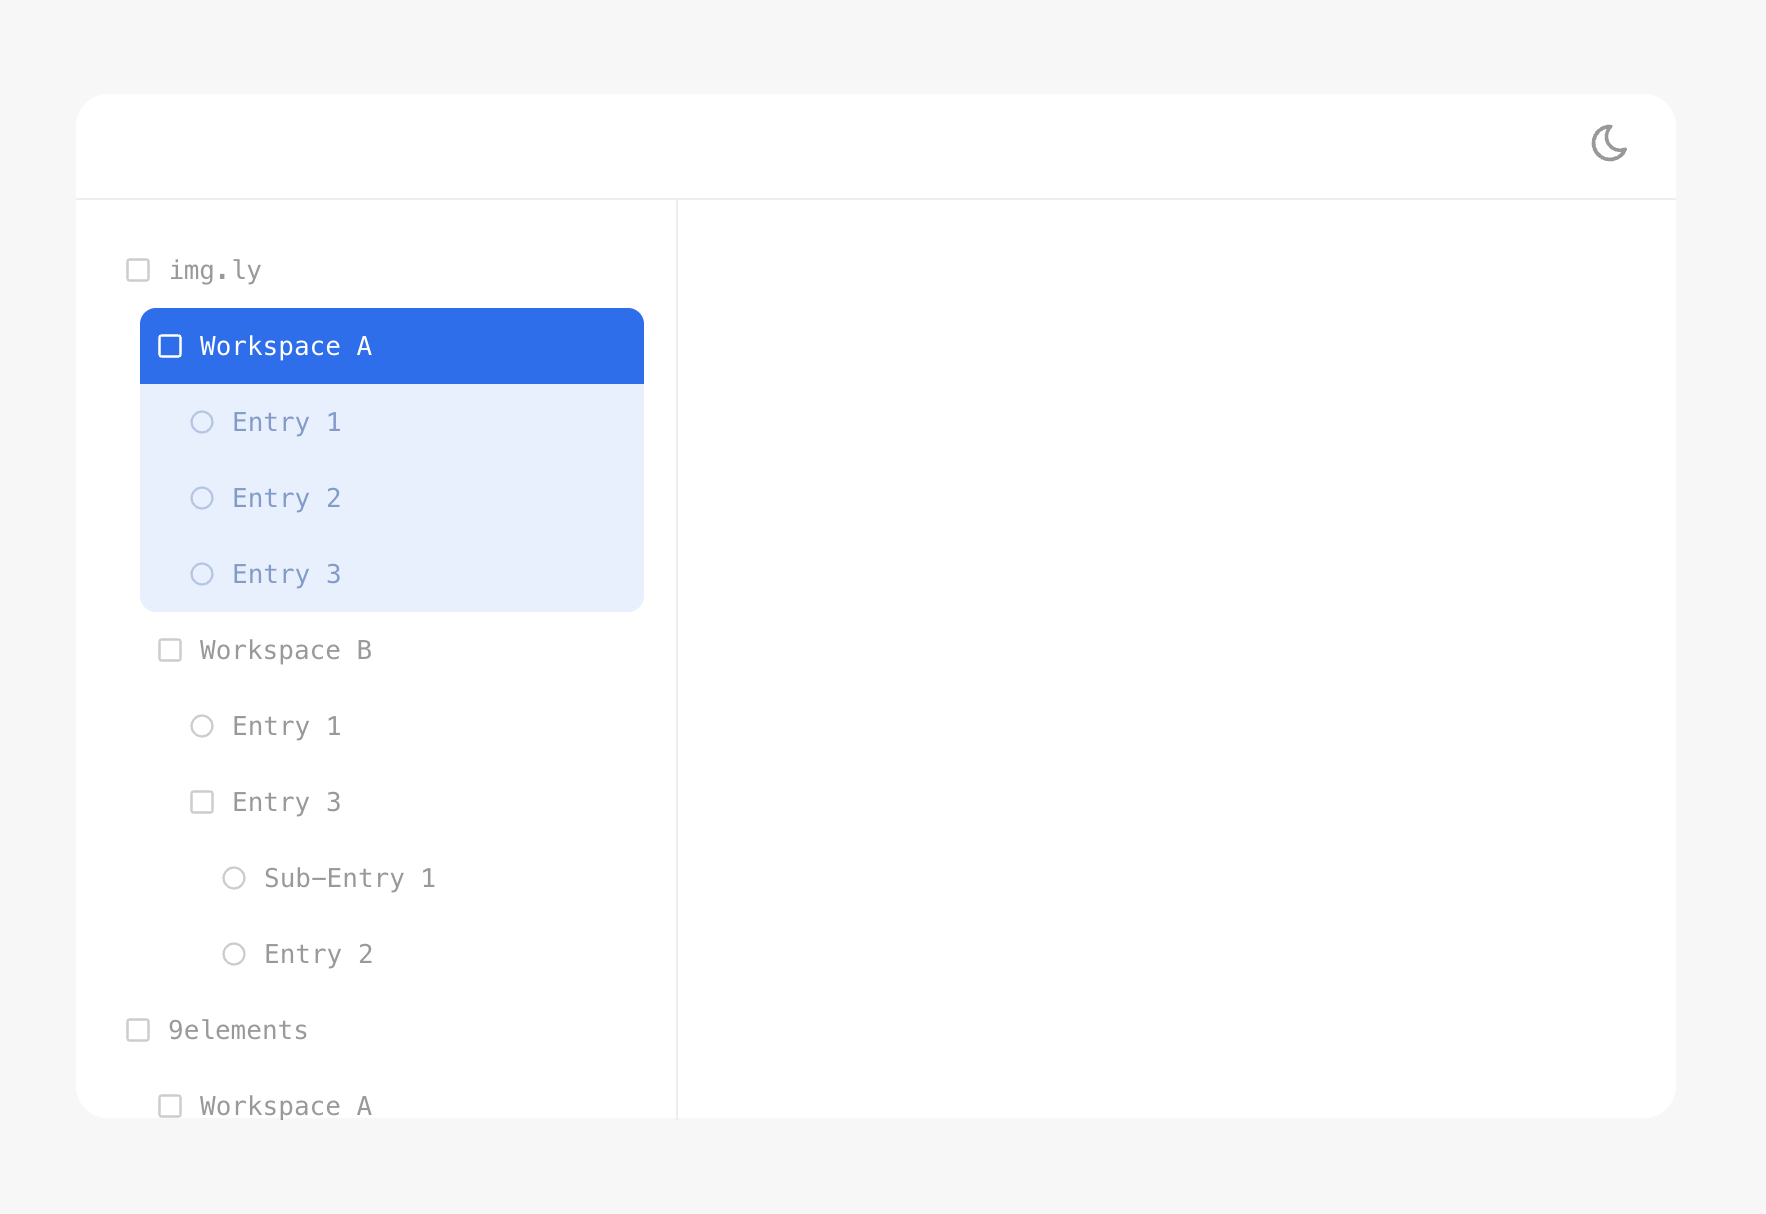 img.ly
Workspace A
Entry 1
Entry 2
Entry 3
Workspace B
Entry 1
Entry 3
Sub-Entry 1
Entry 2
9elements
Workspace A